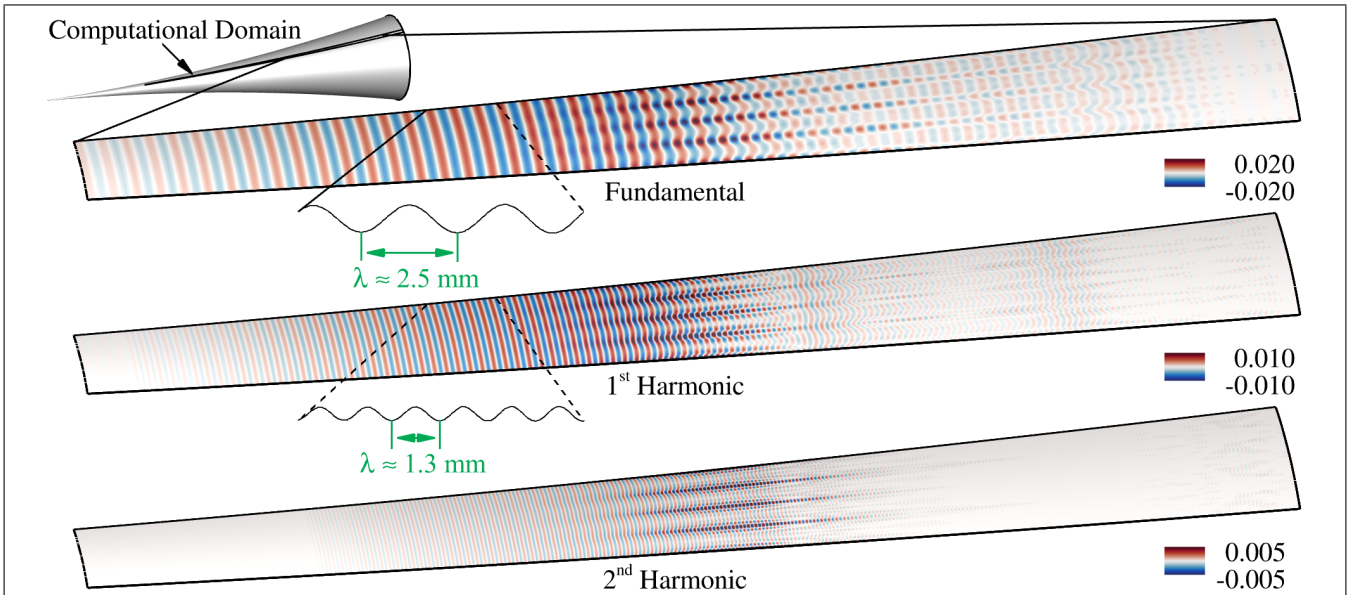 Computational Domain
0.020
-0.020
Fundamental
λ ≈ 2.5 mm
0.010
-0.010
1st Harmonic
λ ≈ 1.3 mm
0.005
-0.005
2nd Harmonic